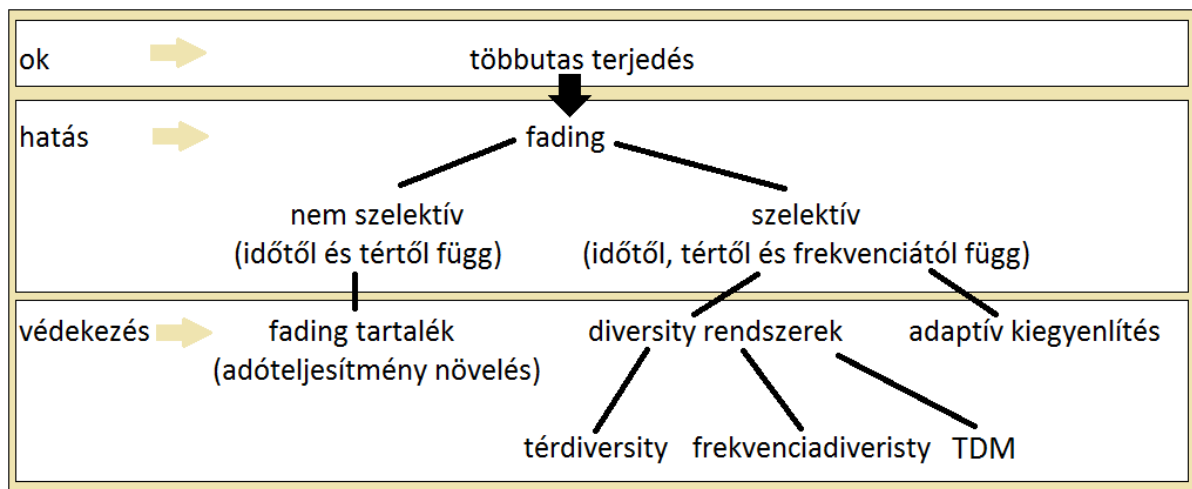 ok
többutas terjedés
hatás
fading
nem szelektív
(időtől és tértől függ)
szelektív
(időtől, tértől és frekvenciától függ)
védekezés
fading tartalék
(adóteljesítmény növelés)
diversity rendszerek
adaptív kiegyenlítés
térdiversity
frekvenciadiveristy
TDM